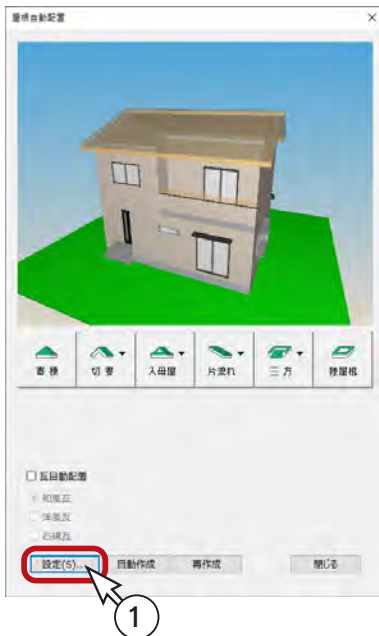 屋根自動配置 ×
寄棟 切妻 入母屋 片流れ 三方 陸屋根
瓦自動配置
和風瓦
洋風瓦
石綿瓦
設定(S)... 自動作成 再作成 閉じる
1